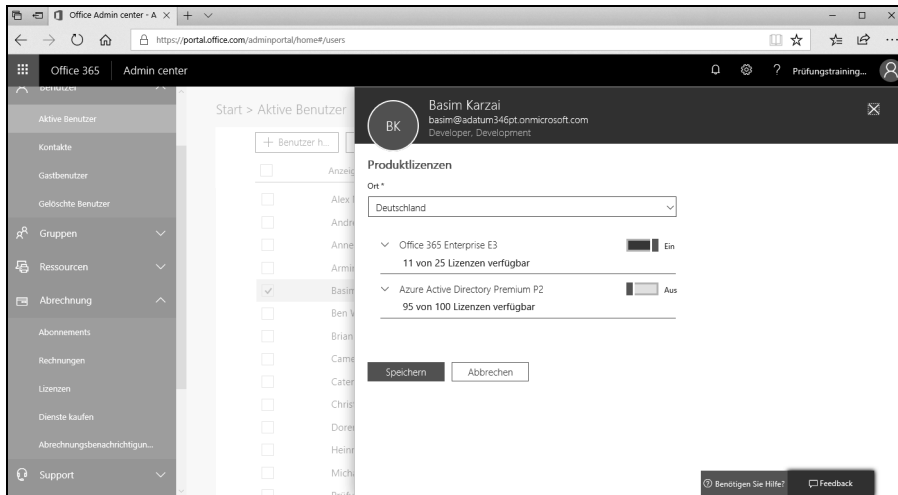 Office Admin center - A
https://portal.office.com/adminportal/home#/users
Office 365 Admin center
? Prüfungstraining...
Benutzer
Aktive Benutzer
Kontakte
Gastbenutzer
Gelöschte Benutzer
Gruppen
Ressourcen
Abrechnung
Abonnements
Rechnungen
Lizenzen
Dienste kaufen
Abrechnungsbenachrichtigun...
Support
Start > Aktive Benutzer
+ Benutzer h...
Anzeig
Alex
Andre
Anne
Armin
Basim
Ben
Brian
Came
Cater
Chris
Dore
Heinr
Micha
BK
Basim Karzai
basim@adatum346pt.onmicrosoft.com
Developer, Development
Produktlizenzen
Ort *
Deutschland
Office 365 Enterprise E3 Ein
11 von 25 Lizenzen verfügbar
Azure Active Directory Premium P2 Aus
95 von 100 Lizenzen verfügbar
Speichern Abbrechen
Benötigen Sie Hilfe? Feedback